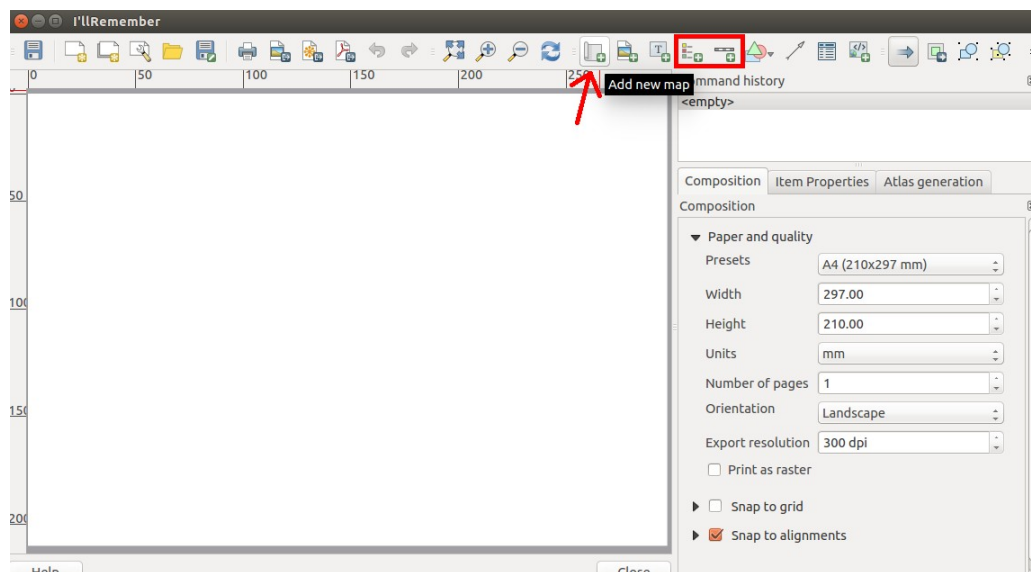 I'llRemember
0 50 100 150 200 250
Add new map
Command history
<empty>
Composition Item Properties Atlas generation
Composition
Paper and quality
Presets A4 (210x297 mm)
Width 297.00
Height 210.00
Units mm
Number of pages 1
Orientation Landscape
Export resolution 300 dpi
Print as raster
Snap to grid
Snap to alignments
50
100
150
200
Help Close